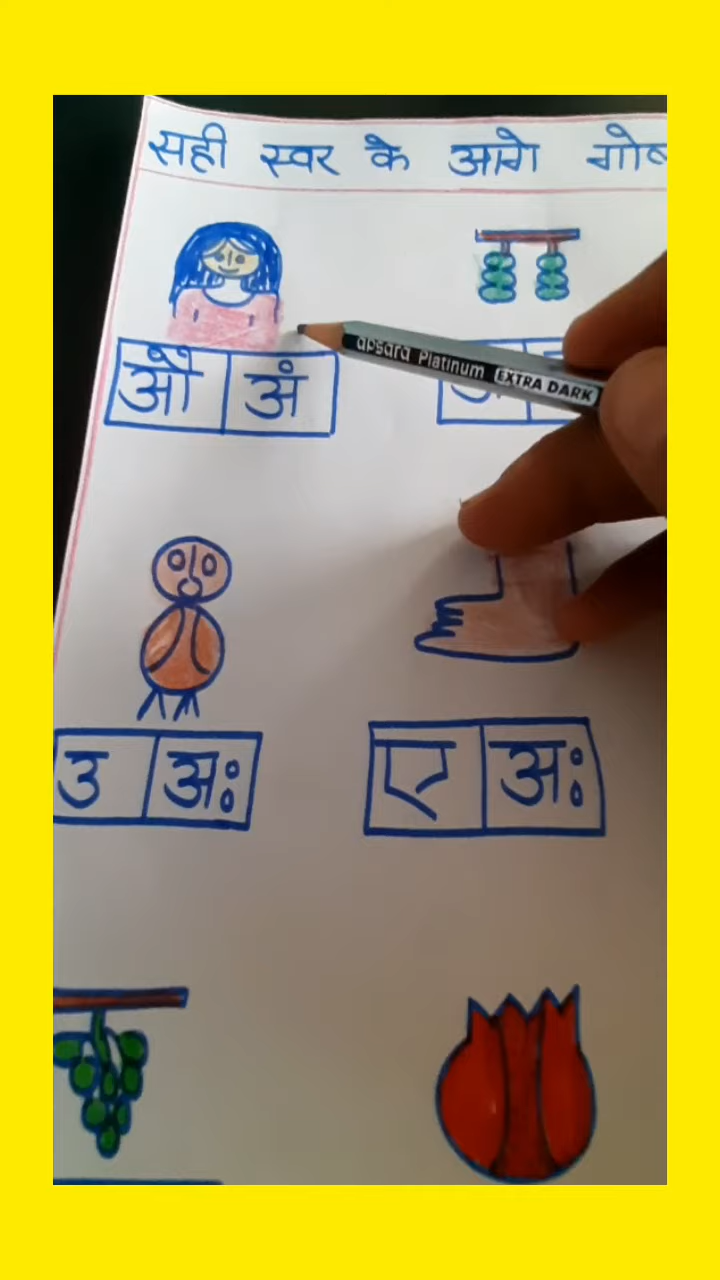 सही स्वर के आगे
औ अं
apsara Platinum EXTRA DARK
उ अः
ए अः